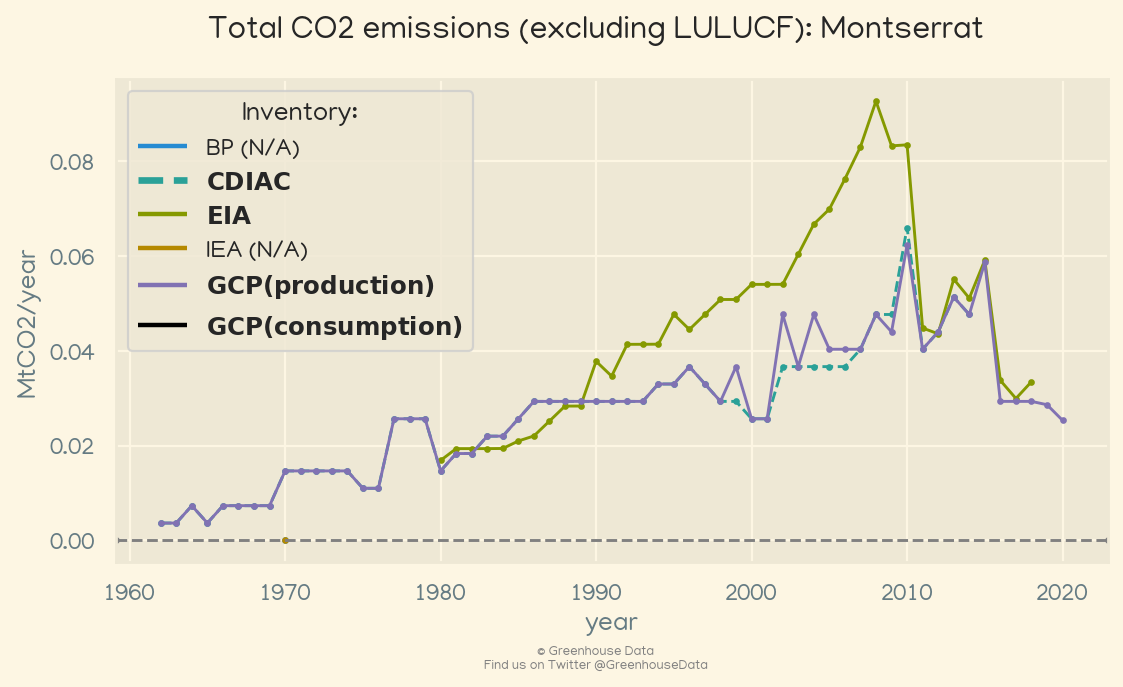 Total CO2 emissions (excluding LULUCF): Montserrat
Inventory:
BP (N/A)
CDIAC
EIA
IEA (N/A)
GCP(production)
GCP(consumption)
MtCO2/year
0.08
0.06
0.04
0.02
0.00
1960 1970 1980 1990 2000 2010 2020
year
© Greenhouse Data
Find us on Twitter @GreenhouseData